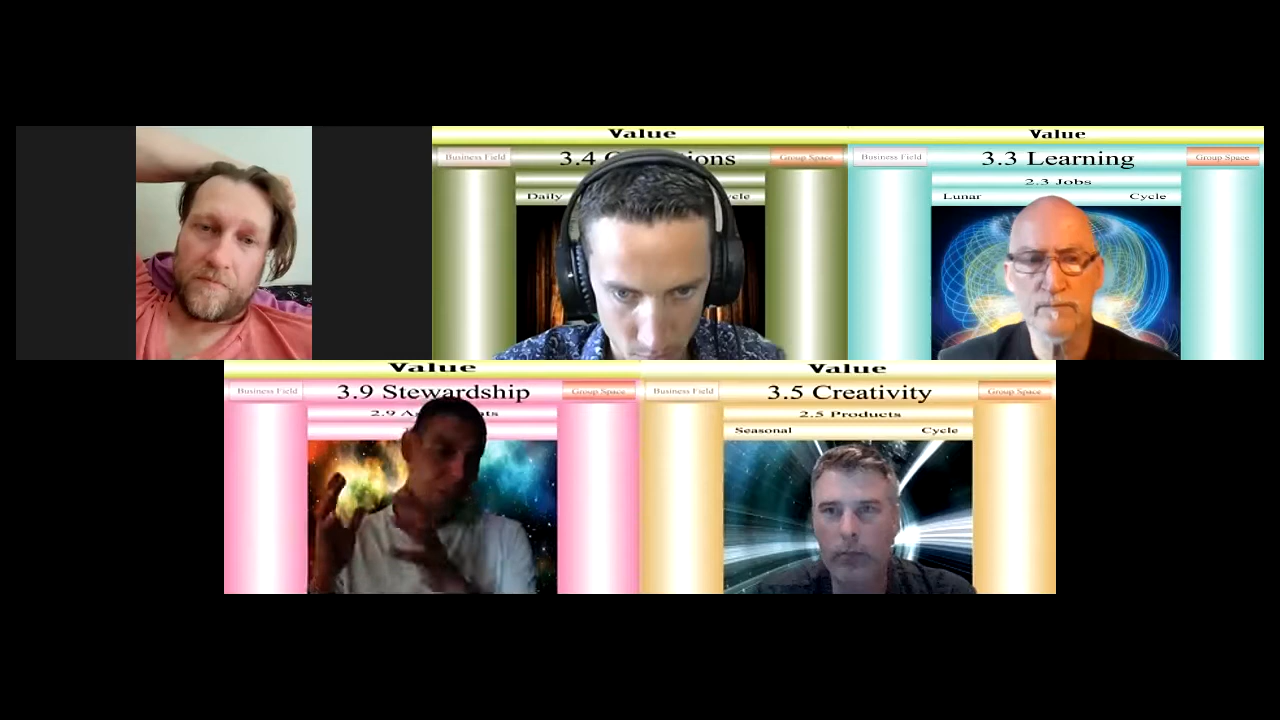 Value
Business Field
3.4
Group Space
Daily
Value
Business Field
3.3 Learning
Group Space
2.3 Jobs
Lunar
Cycle
Value
Business Field
3.9 Stewardship
Group Space
2.9
Value
Business Field
3.5 Creativity
Group Space
2.5 Products
Seasonal
Cycle